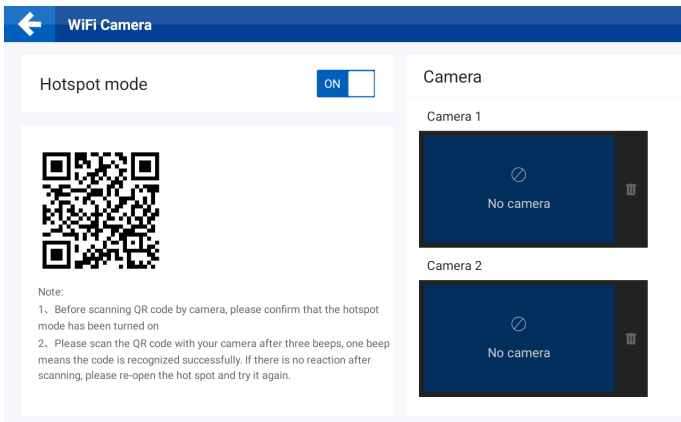 WiFi Camera
Hotspot mode
ON
Note:
1、Before scanning QR code by camera, please confirm that the hotspot
mode has been turned on
2、Please scan the QR code with your camera after three beeps, one beep
means the code is recognized successfully. If there is no reaction after
scanning, please re-open the hot spot and try it again.
Camera
Camera 1
No camera
Camera 2
No camera